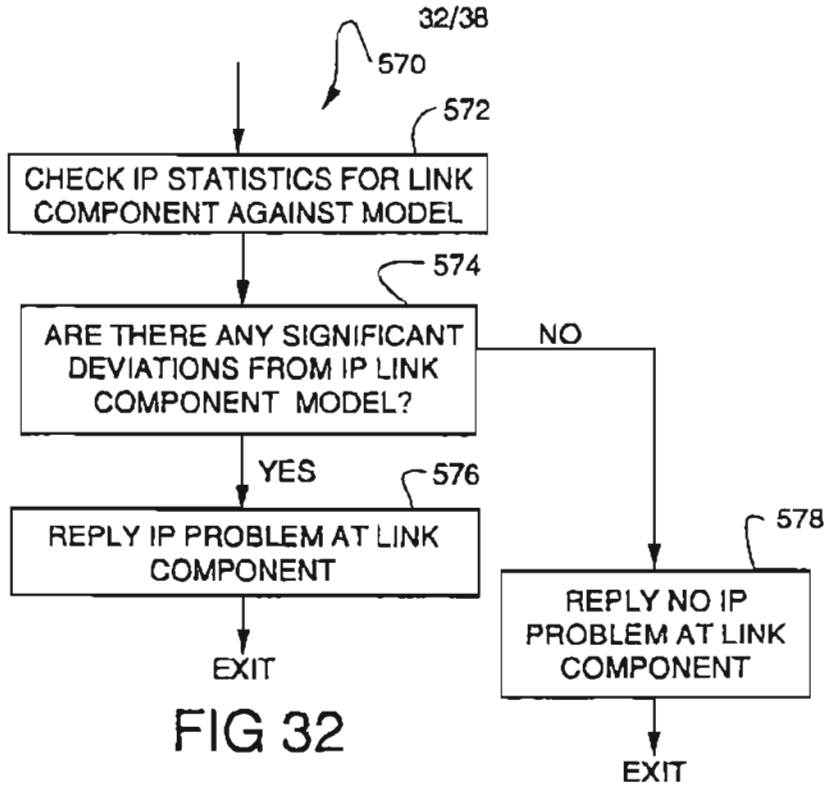 32/38
570
572
CHECK IP STATISTICS FOR LINK
COMPONENT AGAINST MODEL
574
ARE THERE ANY SIGNIFICANT
DEVIATIONS FROM IP LINK
COMPONENT MODEL?
NO
YES
576
REPLY IP PROBLEM AT LINK
COMPONENT
578
REPLY NO IP
PROBLEM AT LINK
COMPONENT
EXIT
FIG 32
EXIT